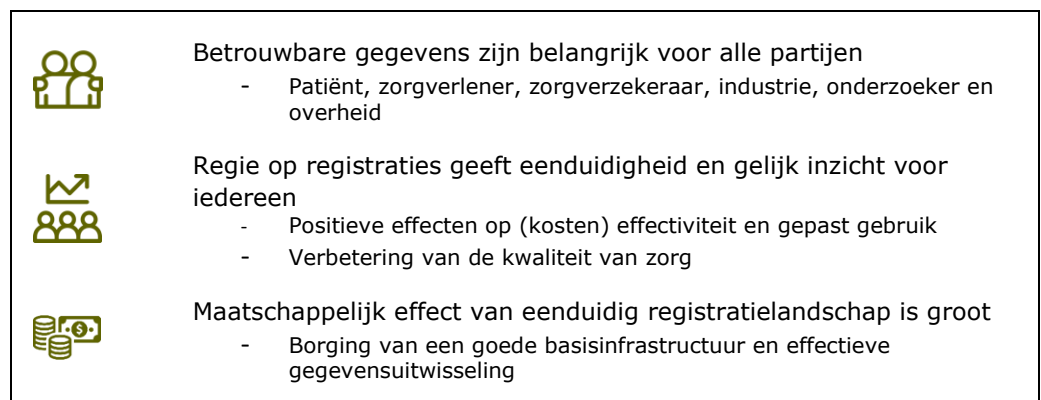 Betrouwbare gegevens zijn belangrijk voor alle partijen
- Patiënt, zorgverlener, zorgverzekeraar, industrie, onderzoeker en
overheid
Regie op registraties geeft eenduidigheid en gelijk inzicht voor
iedereen
- Positieve effecten op (kosten) effectiviteit en gepast gebruik
- Verbetering van de kwaliteit van zorg
Maatschappelijk effect van eenduidig registratielandschap is groot
- Borging van een goede basisinfrastructuur en effectieve
gegevensuitwisseling